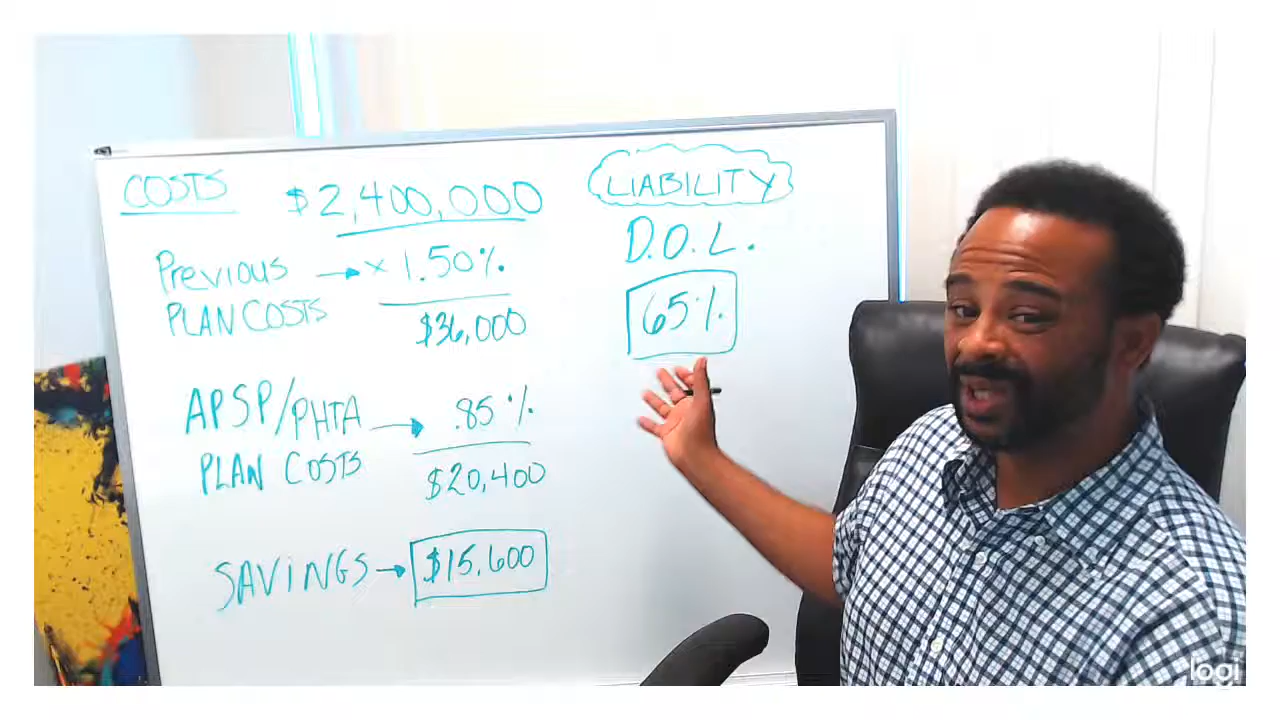 COSTS
$2,400,000
Previous → x 1.50%
PLAN COSTS
$36,000
APSP/PHTA → .85%
PLAN COSTS
$20,400
SAViNGS → $15,600
LIABILITY
D.O.L.
65%
logi